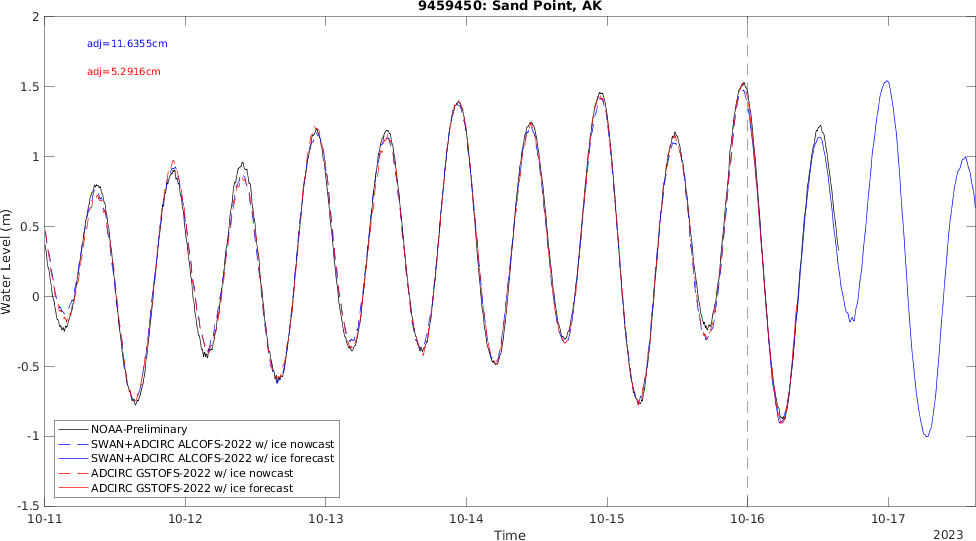 9459450: Sand Point, AK
adj=11.6355cm
adj=5.2916cm
Water Level (m)
2
1.5
1
0.5
0
-0.5
-1
-1.5
NOAA-Preliminary
SWAN+ADCIRC ALCOFS-2022 w/ ice nowcast
SWAN+ADCIRC ALCOFS-2022 w/ ice forecast
ADCIRC GSTOFS-2022 w/ ice nowcast
ADCIRC GSTOFS-2022 w/ ice forecast
10-11 10-12 10-13 10-14 10-15 10-16 10-17
Time
2023